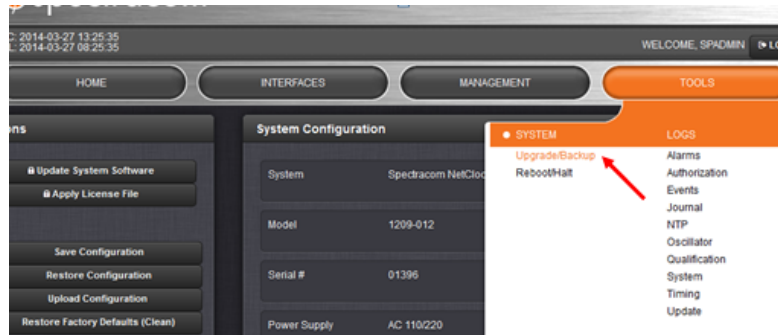 spectracom
C: 2014-03-27 13:25:35
L: 2014-03-27 08:25:35
WELCOME, SPADMIN
LO
HOME
INTERFACES
MANAGEMENT
TOOLS
ons
Update System Software
Apply License File
Save Configuration
Restore Configuration
Upload Configuration
Restore Factory Defaults (Clean)
System Configuration
System Spectracom NetCloc
Model 1209-012
Serial # 01396
Power Supply AC 110/220
SYSTEM
Upgrade/Backup
Reboot/Halt
LOGS
Alarms
Authorization
Events
Journal
NTP
Oscillator
Qualification
System
Timing
Update